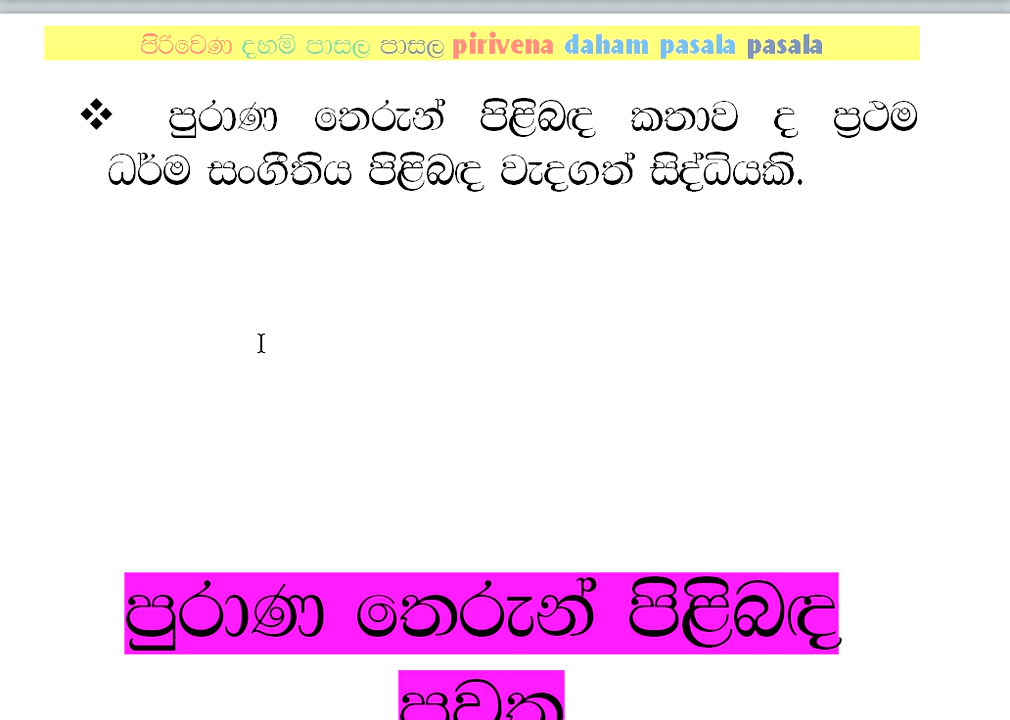 පිරිවෙණ දහම් පාසල පාසල pirivena daham pasala pasala
❖ පුරාණ තෙරුන් පිළිබඳ කතාව ද ප්‍රථම
ධර්ම සංගීතිය පිළිබඳ වැදගත් සිද්ධියකි.
පුරාණ තෙරුන් පිළිබඳ